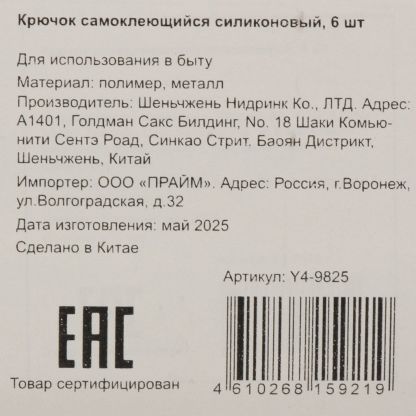 Крючок самоклеющийся силиконовый, 6 шт
Для использования в быту
Материал: полимер, металл
Производитель: Шеньчжень Нидринк Ко., ЛТД. Адрес:
А1401, Голдман Сакс Билдинг, No. 18 Шаки Комью-
нити Сентэ Роад, Синкао Стрит. Баоян Дистрикт,
Шеньчжень, Китай
Импортер: ООО «ПРАЙМ». Адрес: Россия, г.Воронеж,
ул.Волгоградская, д.32
Дата изготовления: май 2025
Сделано в Китае
Артикул: Y4-9825
EAC
Товар сертифицирован
4 610268 159219